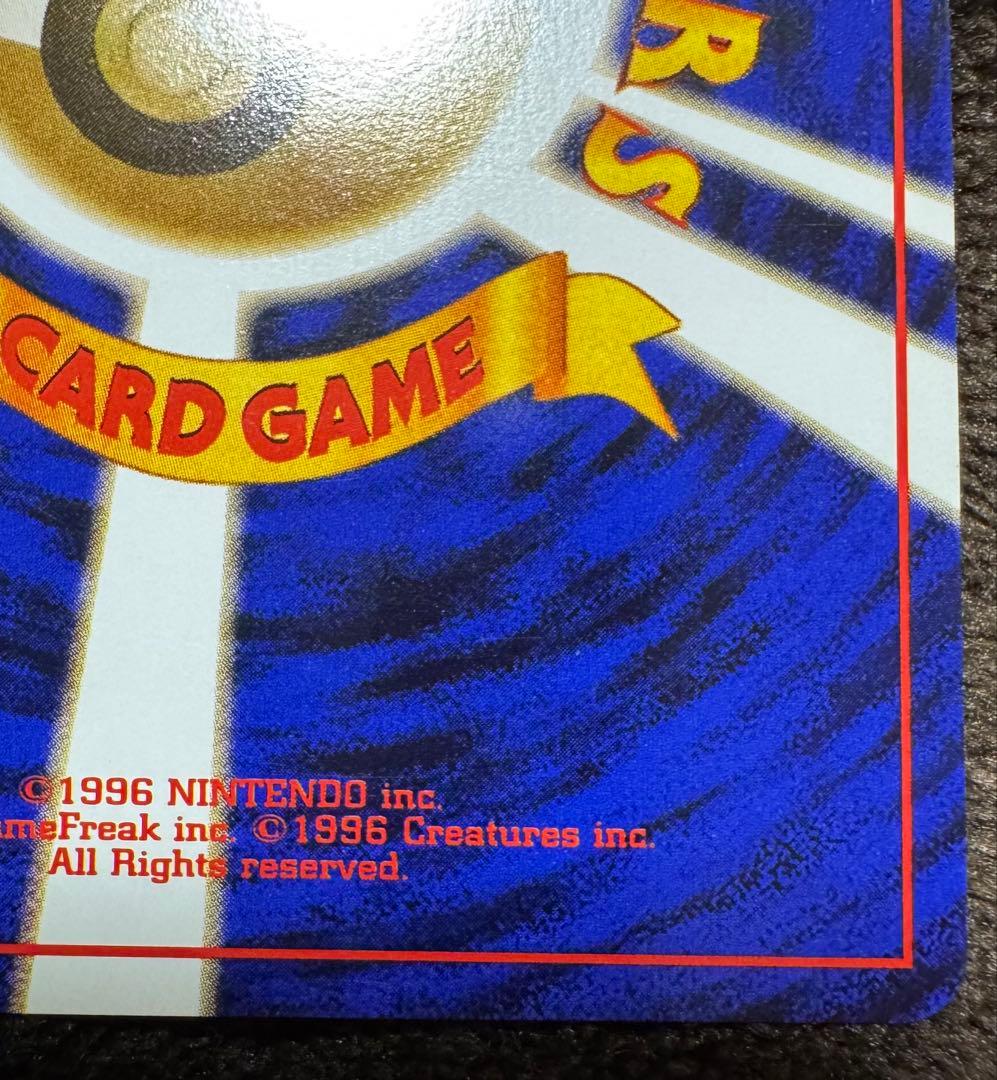 RS
CARD GAME
©1996 NINTENDO inc.
ameFreak inc. ©1996 Creatures inc.
All Rights reserved.